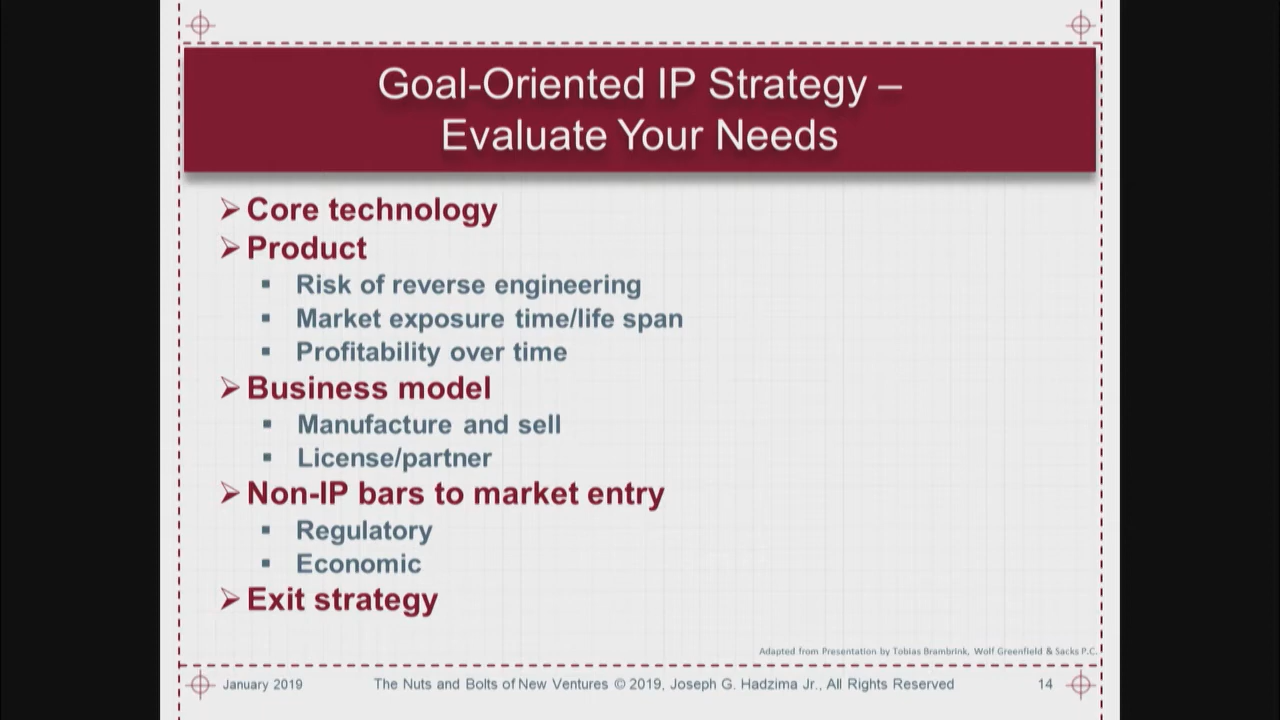 Goal-Oriented IP Strategy –
Evaluate Your Needs
Core technology
Product
Risk of reverse engineering
Market exposure time/life span
Profitability over time
Business model
Manufacture and sell
License/partner
Non-IP bars to market entry
Regulatory
Economic
Exit strategy
Adapted from Presentation by Tobias Brambrink, Wolf Greenfield & Sacks P.C.
January 2019 The Nuts and Bolts of New Ventures © 2019, Joseph G. Hadzima Jr., All Rights Reserved 14